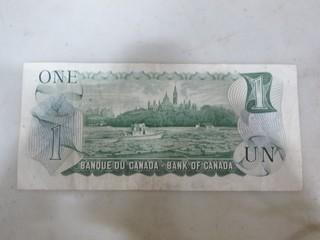 ONE
1
1
UN
BANQUE DU CANADA - BANK OF CANADA